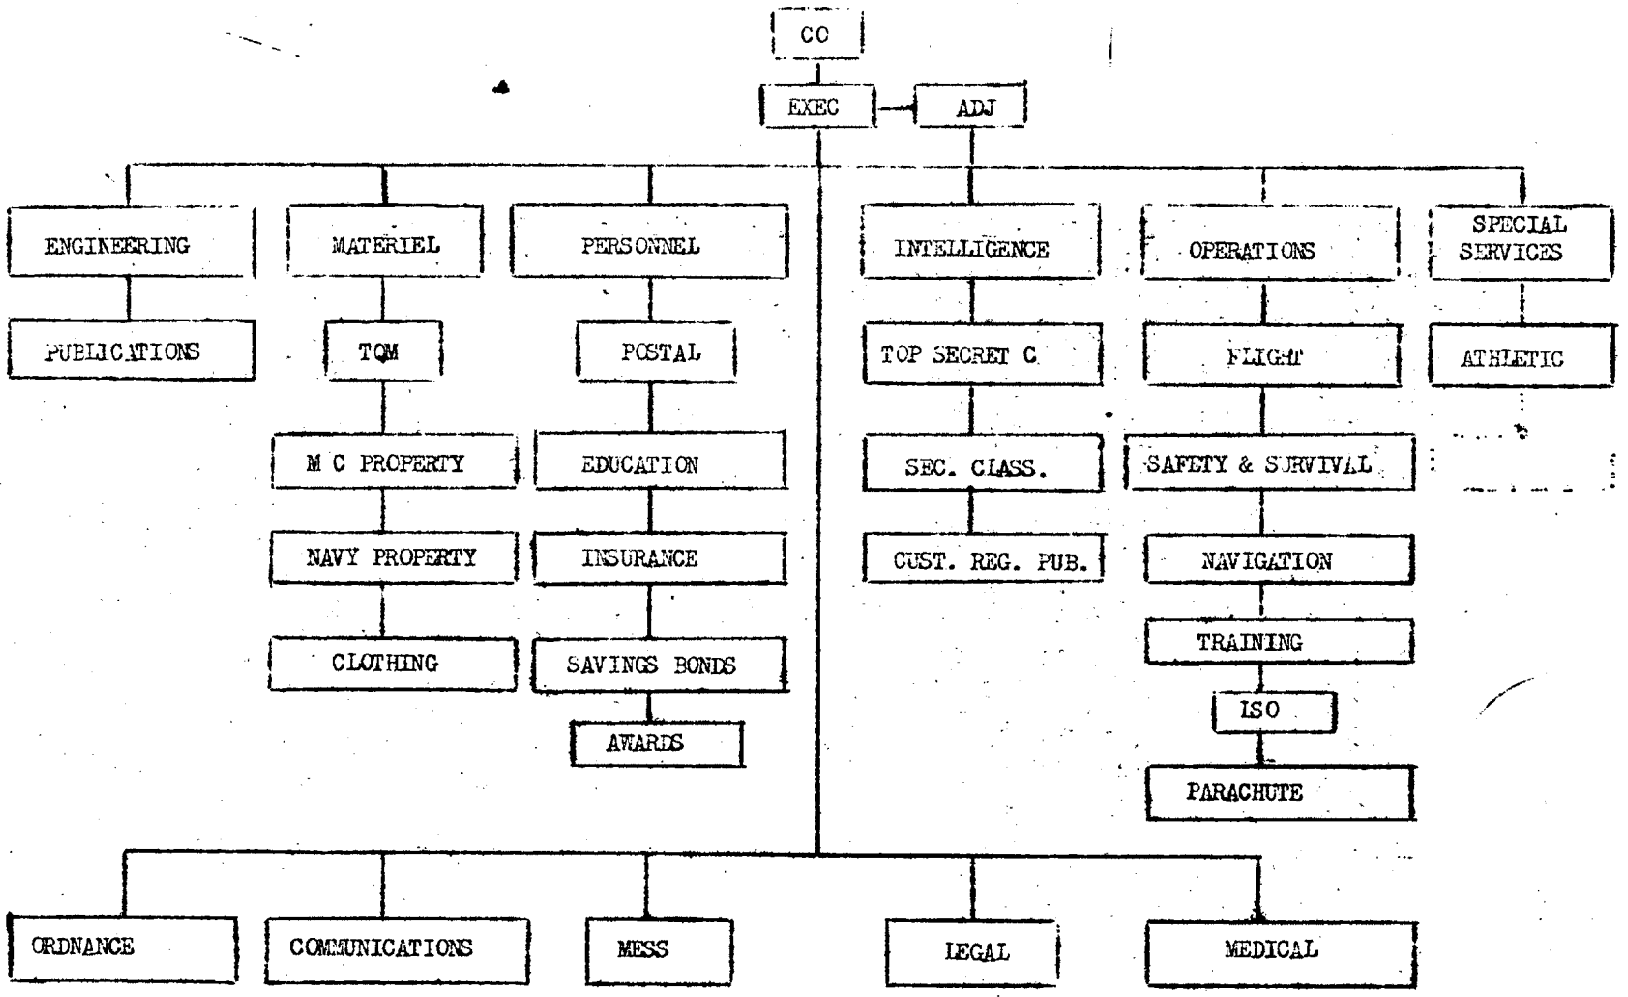 CO
EXEC
ADJ
ENGINEERING
MATERIEL
PERSONNEL
INTELLIGENCE
OPERATIONS
SPECIAL
SERVICES
PUBLICATIONS
TQM
POSTAL
TOP SECRET C
FLIGHT
ATHLETIC
M C PROPERTY
EDUCATION
SEC. CLASS.
SAFETY & SURVIVAL
NAVY PROPERTY
INSURANCE
CUST. REG. PUB.
NAVIGATION
CLOTHING
SAVINGS BONDS
TRAINING
AWARDS
ISO
PARACHUTE
ORDNANCE
COMMUNICATIONS
MESS
LEGAL
MEDICAL